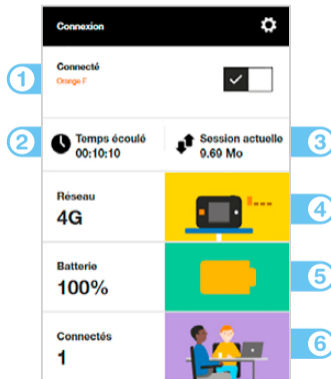 Connexion
1
Connecté
Orange F
2
Temps écoulé
00:10:10
Session actuelle
9.69 Mo
3
Réseau
4G
4
Batterie
100%
5
Connectés
1
6